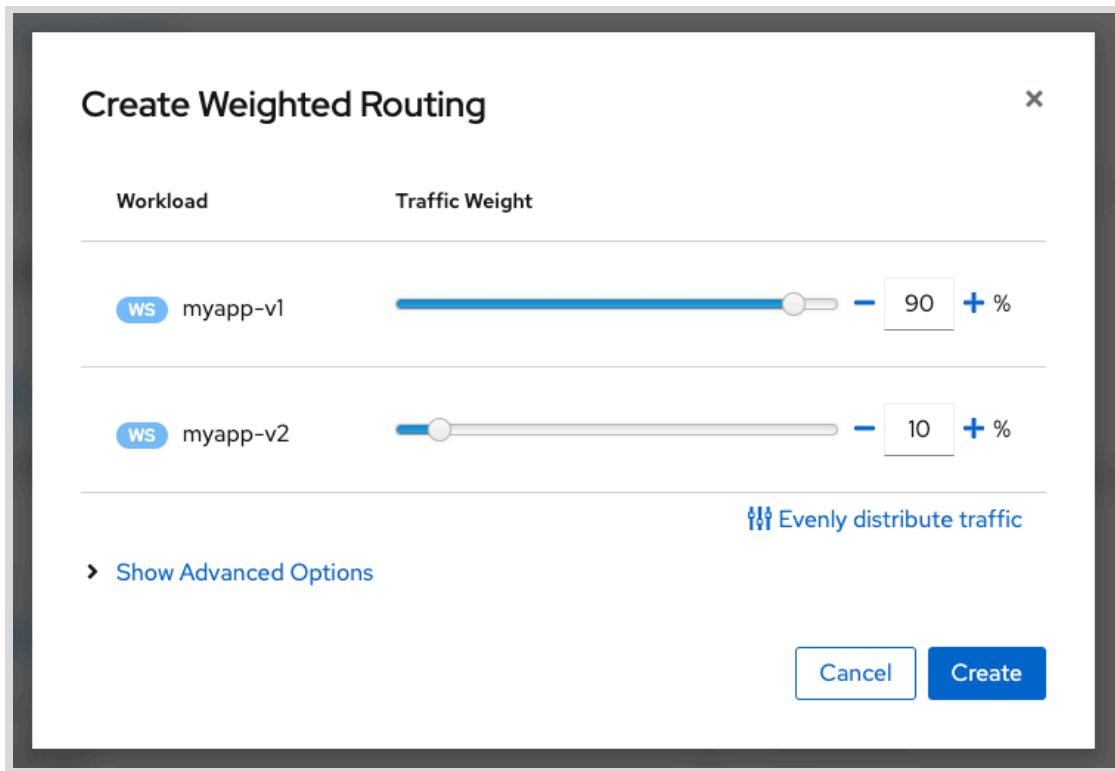 Create Weighted Routing
Workload Traffic Weight
WS myapp-v1 90 %
WS myapp-v2 10 %
Evenly distribute traffic
Show Advanced Options
Cancel Create